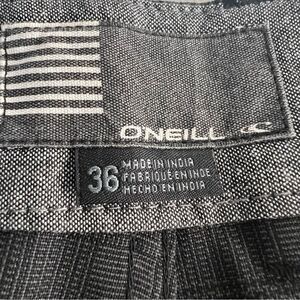 O'NEILL
36
MADE IN INDIA
FABRIQUE EN INDE
HECHO EN INDIA